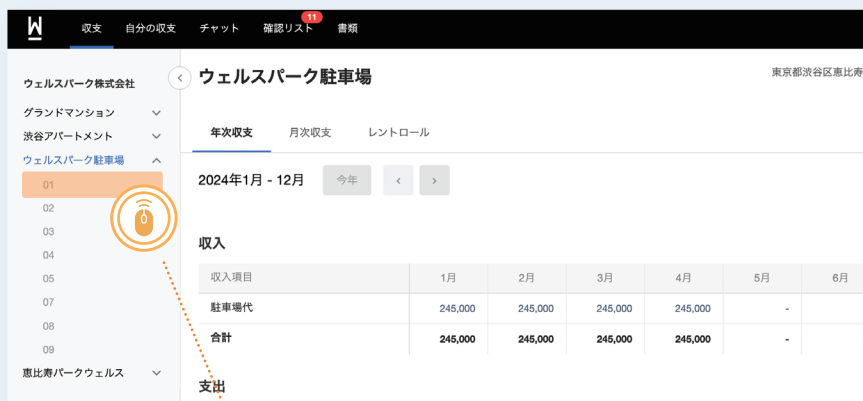 収支 自分の収支 チャット 確認リスト 11 書類
ウェルスパーク株式会社
グランドマンション
渋谷アパートメント
ウェルスパーク駐車場
01
02
03
04
05
07
08
09
恵比寿パークウェルス
ウェルスパーク駐車場
東京都渋谷区恵比寿
年次収支 月次収支 レントロール
2024年1月 - 12月 今年
収入
収入項目 1月 2月 3月 4月 5月 6月
駐車場代 245,000 245,000 245,000 245,000 -
合計 245,000 245,000 245,000 245,000 -
支出